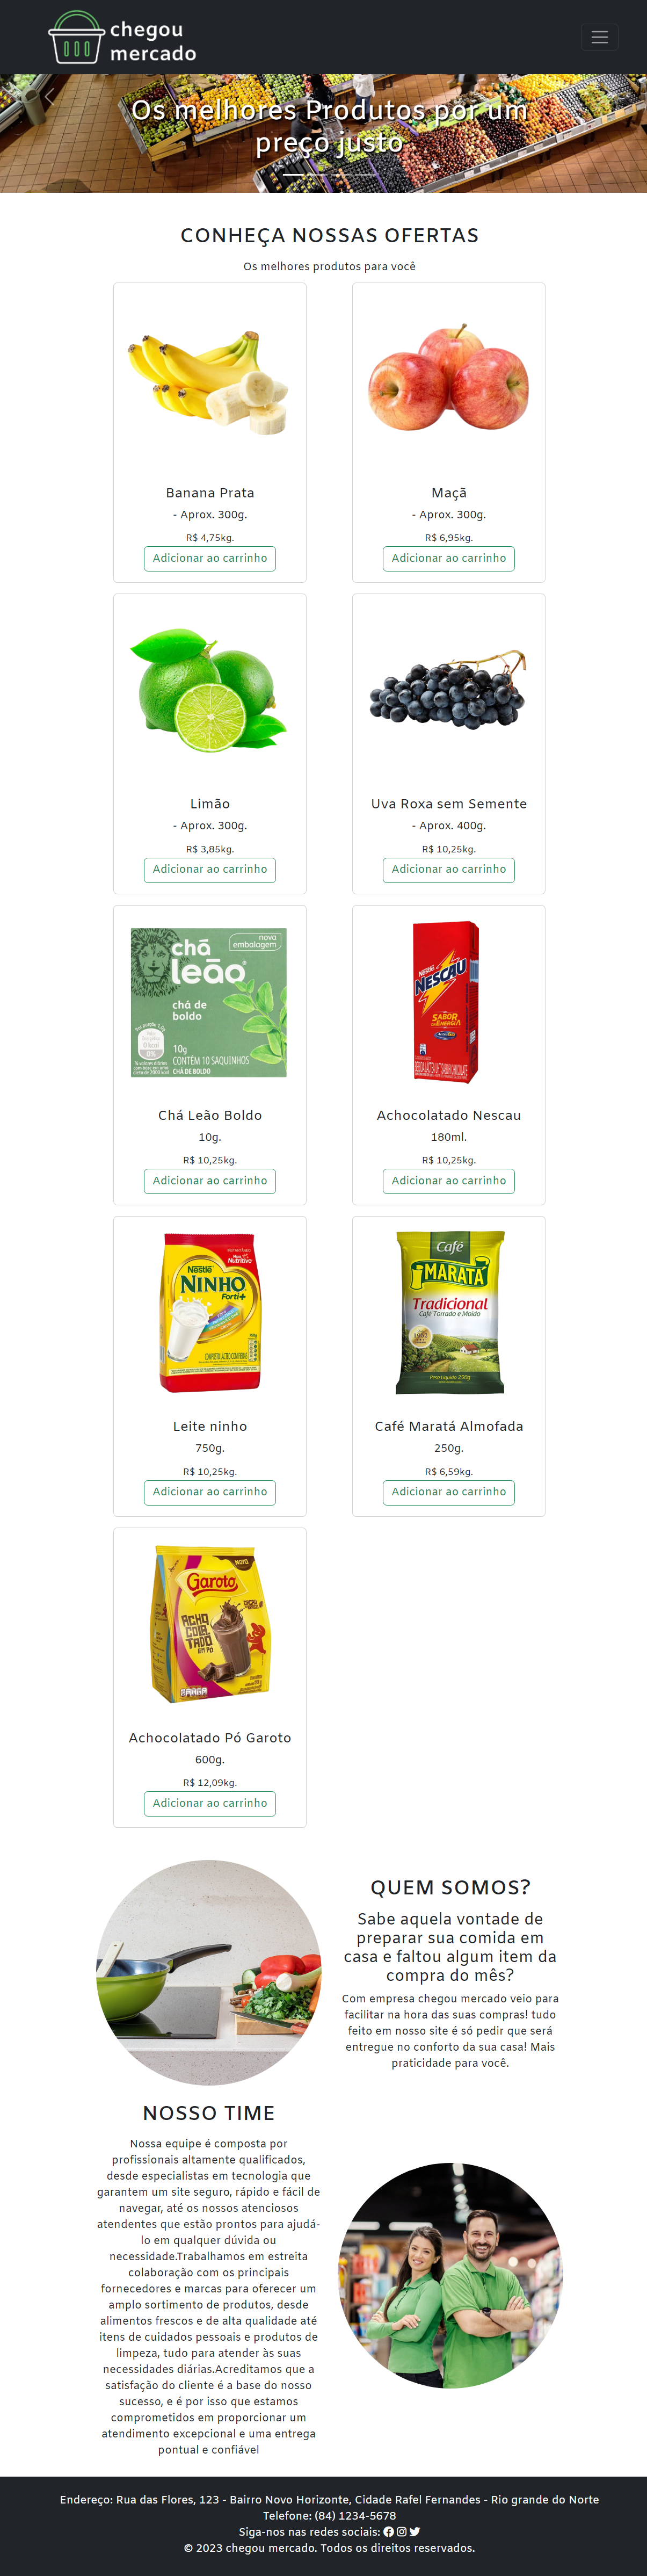 chegou
mercado
Os melhores Produtos por um
preço justo
CONHEÇA NOSSAS OFERTAS
Os melhores produtos para você
Banana Prata
- Aprox. 300g.
R$ 4,75kg.
Adicionar ao carrinho
Maçã
- Aprox. 300g.
R$ 6,95kg.
Adicionar ao carrinho
Limão
- Aprox. 300g.
R$ 3,85kg.
Adicionar ao carrinho
Uva Roxa sem Semente
- Aprox. 400g.
R$ 10,25kg.
Adicionar ao carrinho
nova
embalagem
chá
leão
chá de
boldo
0 kcal
0%
10g
CONTÉM 10 SAQUINHOS
CHÁ DE BOLDO
Chá Leão Boldo
10g.
R$ 10,25kg.
Adicionar ao carrinho
Nestlé
NESCAU
SABOR
ENERGIA
Achocolatado Nescau
180ml.
R$ 10,25kg.
Adicionar ao carrinho
INSTANTÂNEO
Mais
Nutritivo
Nestlé
NINHO
Forti+
Leite ninho
750g.
R$ 10,25kg.
Adicionar ao carrinho
Café
MARATÁ
Tradicional
Café Torrado e Moído
Peso Líquido 250g
Café Maratá Almofada
250g.
R$ 6,59kg.
Adicionar ao carrinho
NOVO
Garoto
ACHO
COLA
TADO
EM PÓ
Achocolatado Pó Garoto
600g.
R$ 12,09kg.
Adicionar ao carrinho
QUEM SOMOS?
Sabe aquela vontade de
preparar sua comida em
casa e faltou algum item da
compra do mês?
Com empresa chegou mercado veio para
facilitar na hora das suas compras! tudo
feito em nosso site é só pedir que será
entregue no conforto da sua casa! Mais
praticidade para você.
NOSSO TIME
Nossa equipe é composta por
profissionais altamente qualificados,
desde especialistas em tecnologia que
garantem um site seguro, rápido e fácil de
navegar, até os nossos atenciosos
atendentes que estão prontos para ajudá-
lo em qualquer dúvida ou
necessidade.Trabalhamos em estreita
colaboração com os principais
fornecedores e marcas para oferecer um
amplo sortimento de produtos, desde
alimentos frescos e de alta qualidade até
itens de cuidados pessoais e produtos de
limpeza, tudo para atender às suas
necessidades diárias.Acreditamos que a
satisfação do cliente é a base do nosso
sucesso, e é por isso que estamos
comprometidos em proporcionar um
atendimento excepcional e uma entrega
pontual e confiável
Endereço: Rua das Flores, 123 - Bairro Novo Horizonte, Cidade Rafel Fernandes - Rio grande do Norte
Telefone: (84) 1234-5678
Siga-nos nas redes sociais:
© 2023 chegou mercado. Todos os direitos reservados.